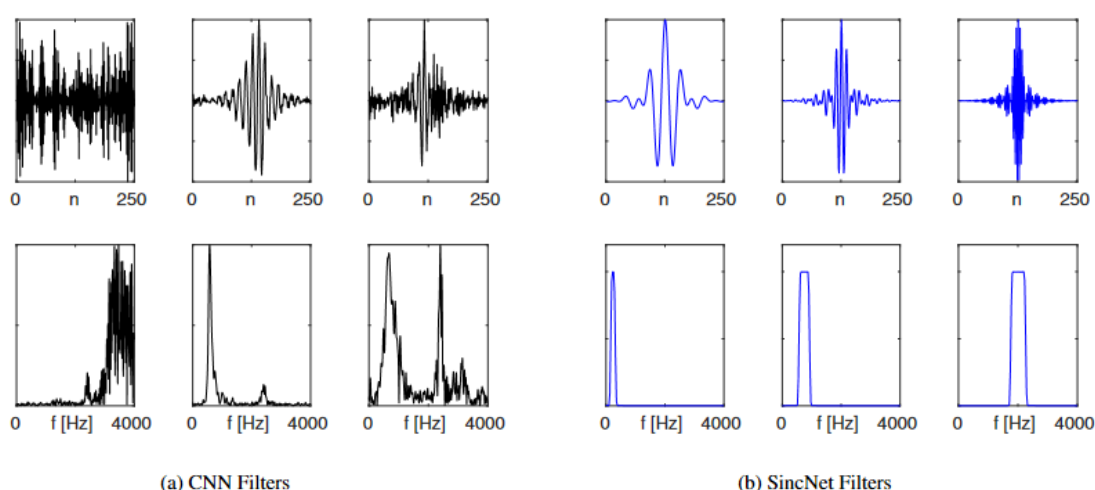 0 n 250 0 n 250 0 n 250 0 n 250 0 n 250 0 n 250
0 f [Hz] 4000 0 f [Hz] 4000 0 f [Hz] 4000 0 f [Hz] 4000 0 f [Hz] 4000 0 f [Hz] 4000
(a) CNN Filters (b) SincNet Filters